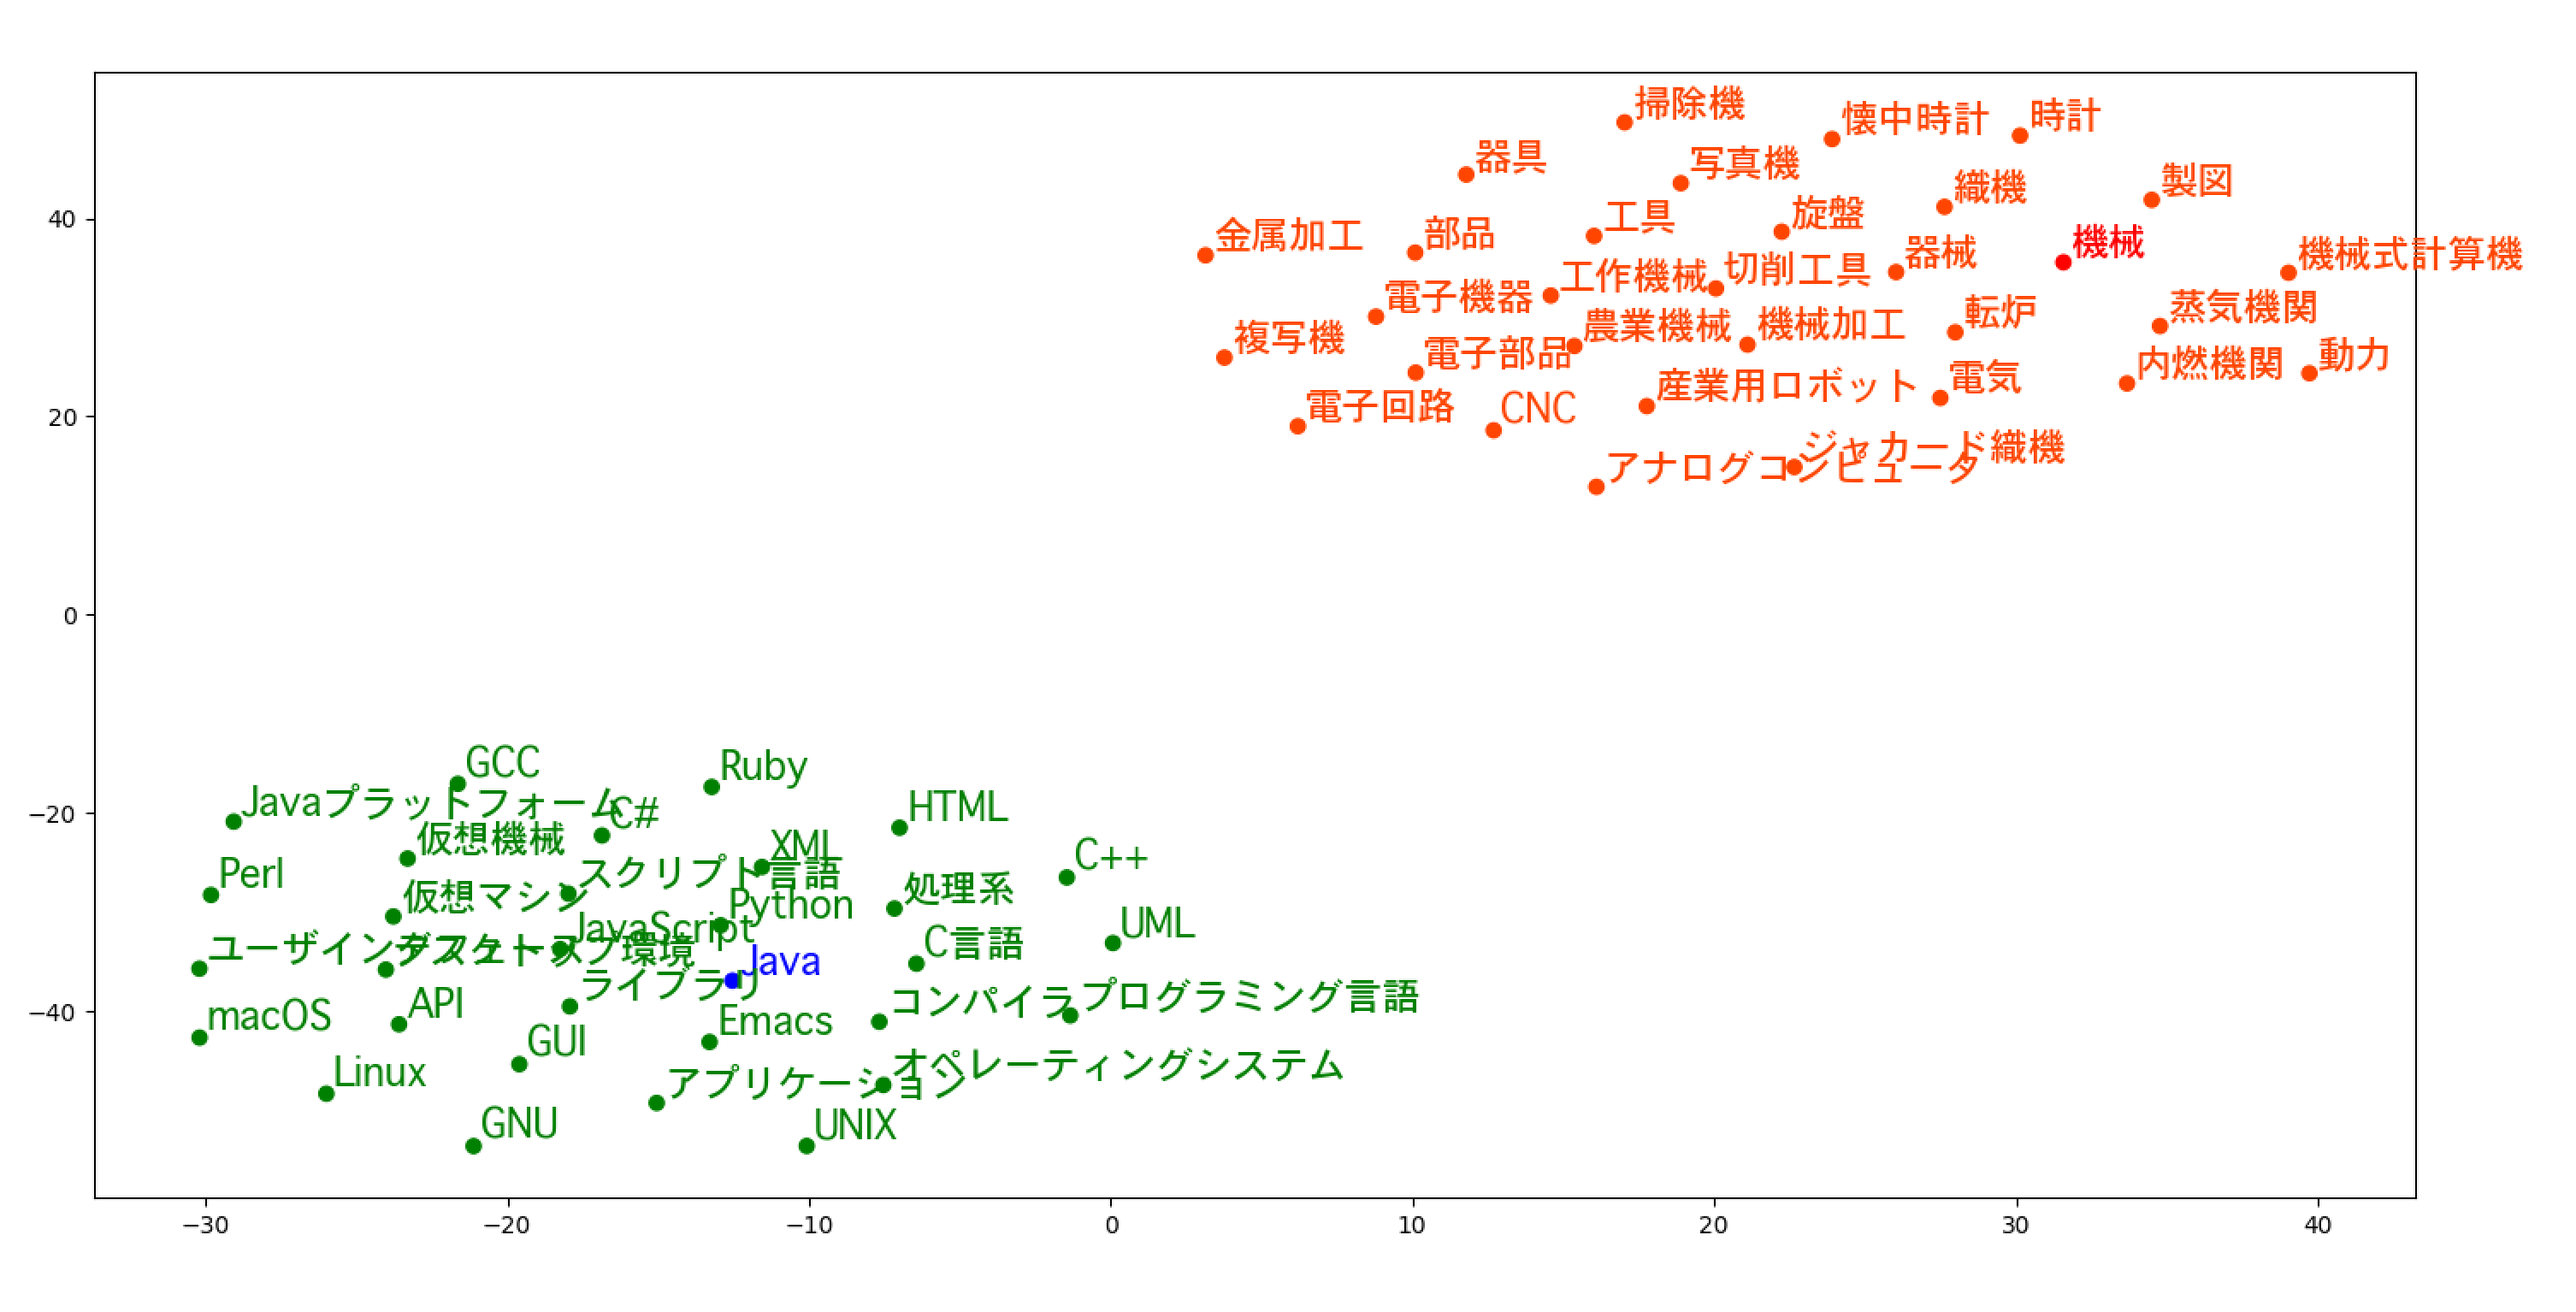 掃除機
懐中時計
時計
器具
写真機
織機
製図
金属加工
部品
工具
旋盤
器械
機械
機械式計算機
40
電子機器
工作機械
切削工具
複写機
電子部品
農業機械
機械加工
転炉
蒸気機関
内燃機関
動力
産業用ロボット
電気
20
電子回路
CNC
アナログコンピュータ
ジャカード織機
0
GCC
Ruby
Javaプラットフォーム
C#
HTML
−20
仮想機械
XML
C++
Perl
スクリプト言語
仮想マシン
Python
処理系
JavaScript
UML
ユーザインタフェース
デスクトップ環境
C言語
ライブラリ
Java
macOS
API
コンパイラ
プログラミング言語
−40
GUI
Emacs
Linux
アプリケーション
オペレーティングシステム
GNU
UNIX
−30
−20
−10
0
10
20
30
40